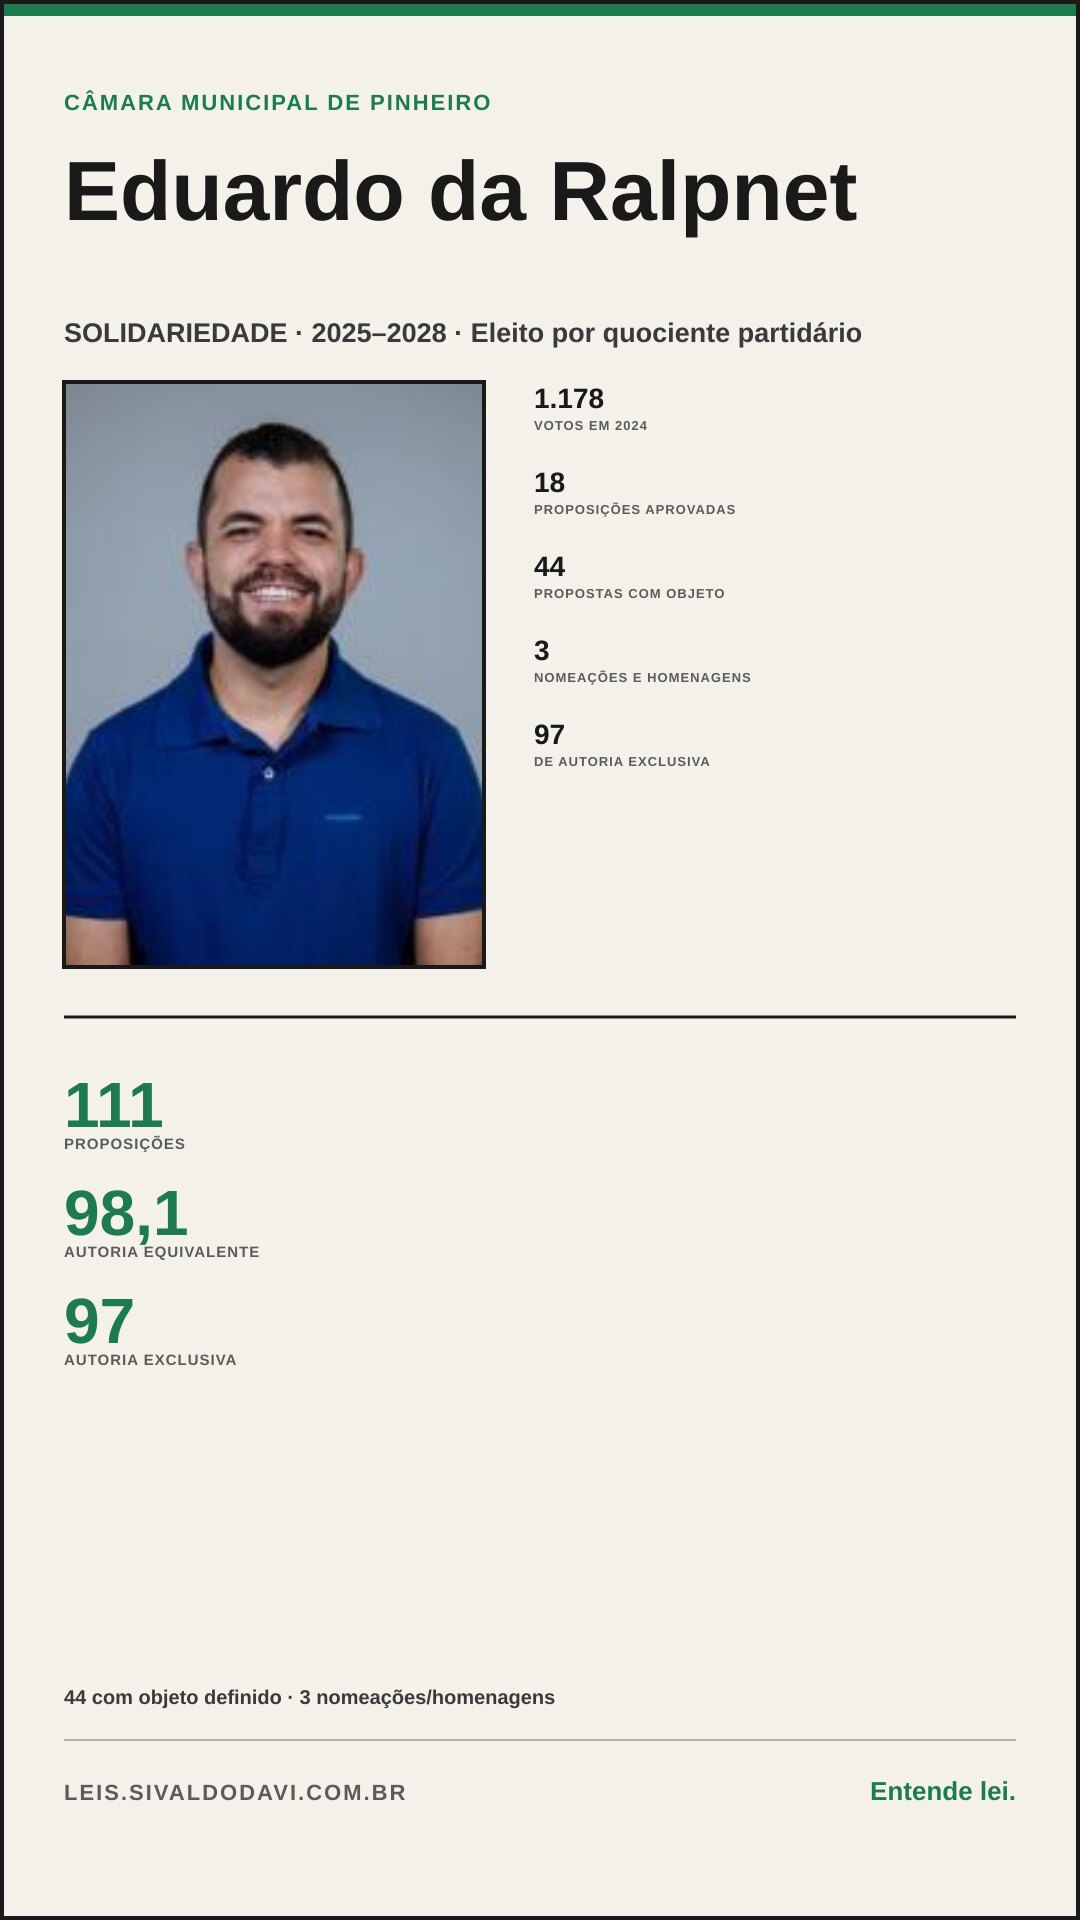 CÂMARA MUNICIPAL DE PINHEIRO
Eduardo da Ralpnet
SOLIDARIEDADE · 2025–2028 · Eleito por quociente partidário
1.178
VOTOS EM 2024
18
PROPOSIÇÕES APROVADAS
44
PROPOSTAS COM OBJETO
3
NOMEAÇÕES E HOMENAGENS
97
DE AUTORIA EXCLUSIVA
111
PROPOSIÇÕES
98,1
AUTORIA EQUIVALENTE
97
AUTORIA EXCLUSIVA
44 com objeto definido · 3 nomeações/homenagens
LEIS.SIVALDODAVI.COM.BR
Entende lei.